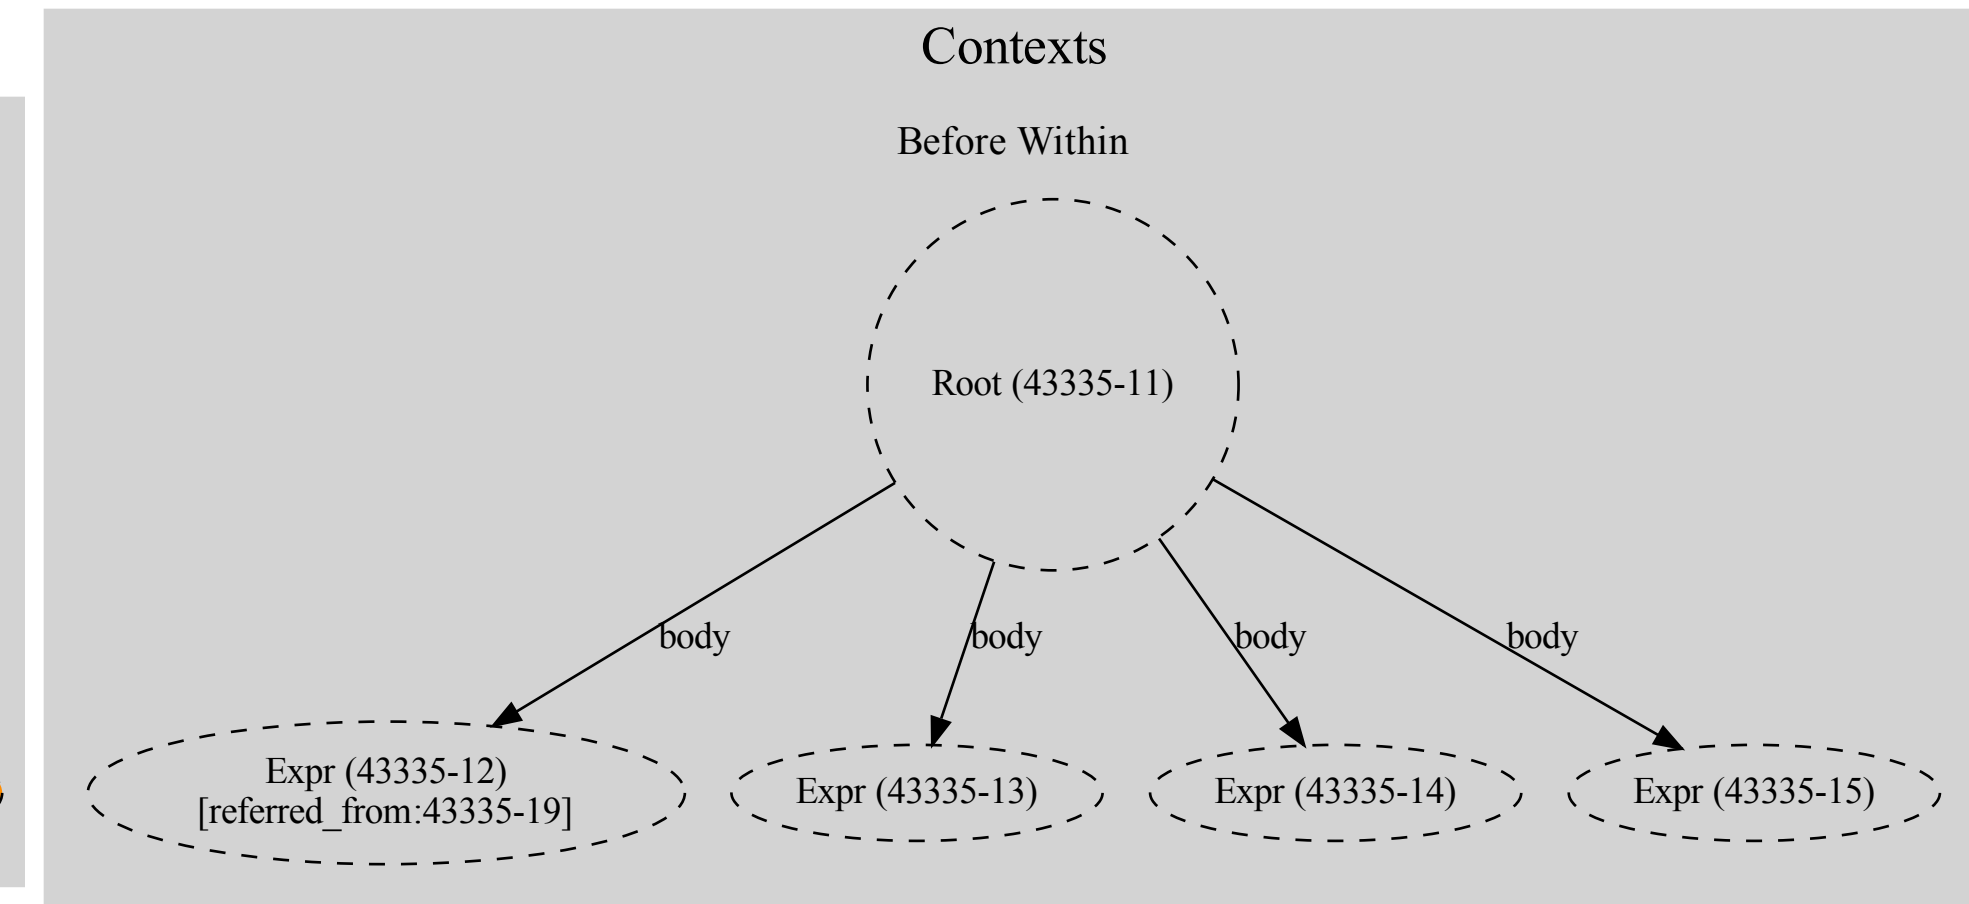 Contexts
Before Within
Root (43335-11)
body
body
body
body
Expr (43335-12)
[referred_from:43335-19]
Expr (43335-13)
Expr (43335-14)
Expr (43335-15)